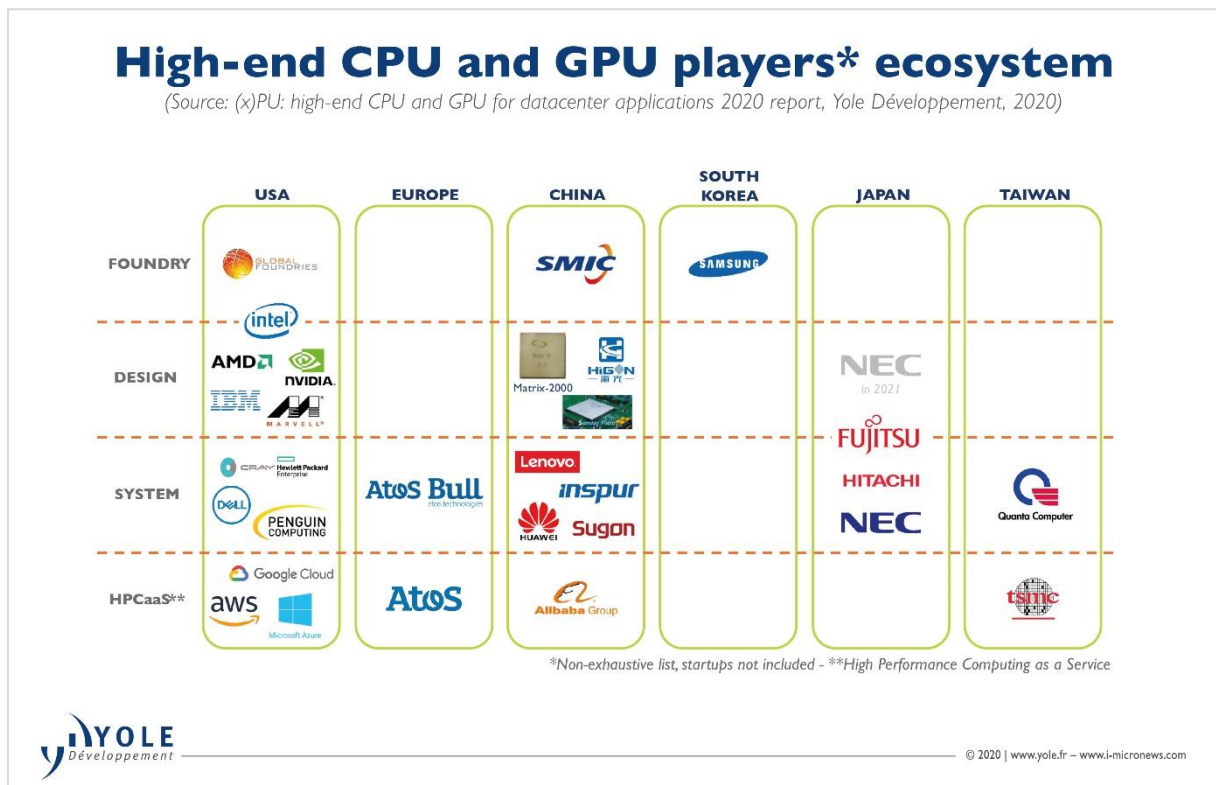 High-end CPU and GPU players* ecosystem
(Source: (x)PU: high-end CPU and GPU for datacenter applications 2020 report, Yole Développement, 2020)
USA
EUROPE
CHINA
SOUTH
KOREA
JAPAN
TAIWAN
FOUNDRY
GLOBAL
FOUNDRIES
SMIC
SAMSUNG
intel
DESIGN
AMD
NVIDIA.
IBM
MARVELL®
Matrix-2000
HiGON
海光
NEC
in 2021
FUJITSU
SYSTEM
CRAY
Hewlett Packard
Enterprise
DELL
PENGUIN
COMPUTING
Atos Bull
atos technologies
Lenovo.
inspur
HUAWEI
Sugon
HITACHI
NEC
Quanta Computer
HPCaaS**
Google Cloud
aws
Microsoft Azure
Atos
Alibaba Group
tsmc
*Non-exhaustive list, startups not included - **High Performance Computing as a Service
YOLE
Développement
© 2020 | www.yole.fr – www.i-micronews.com